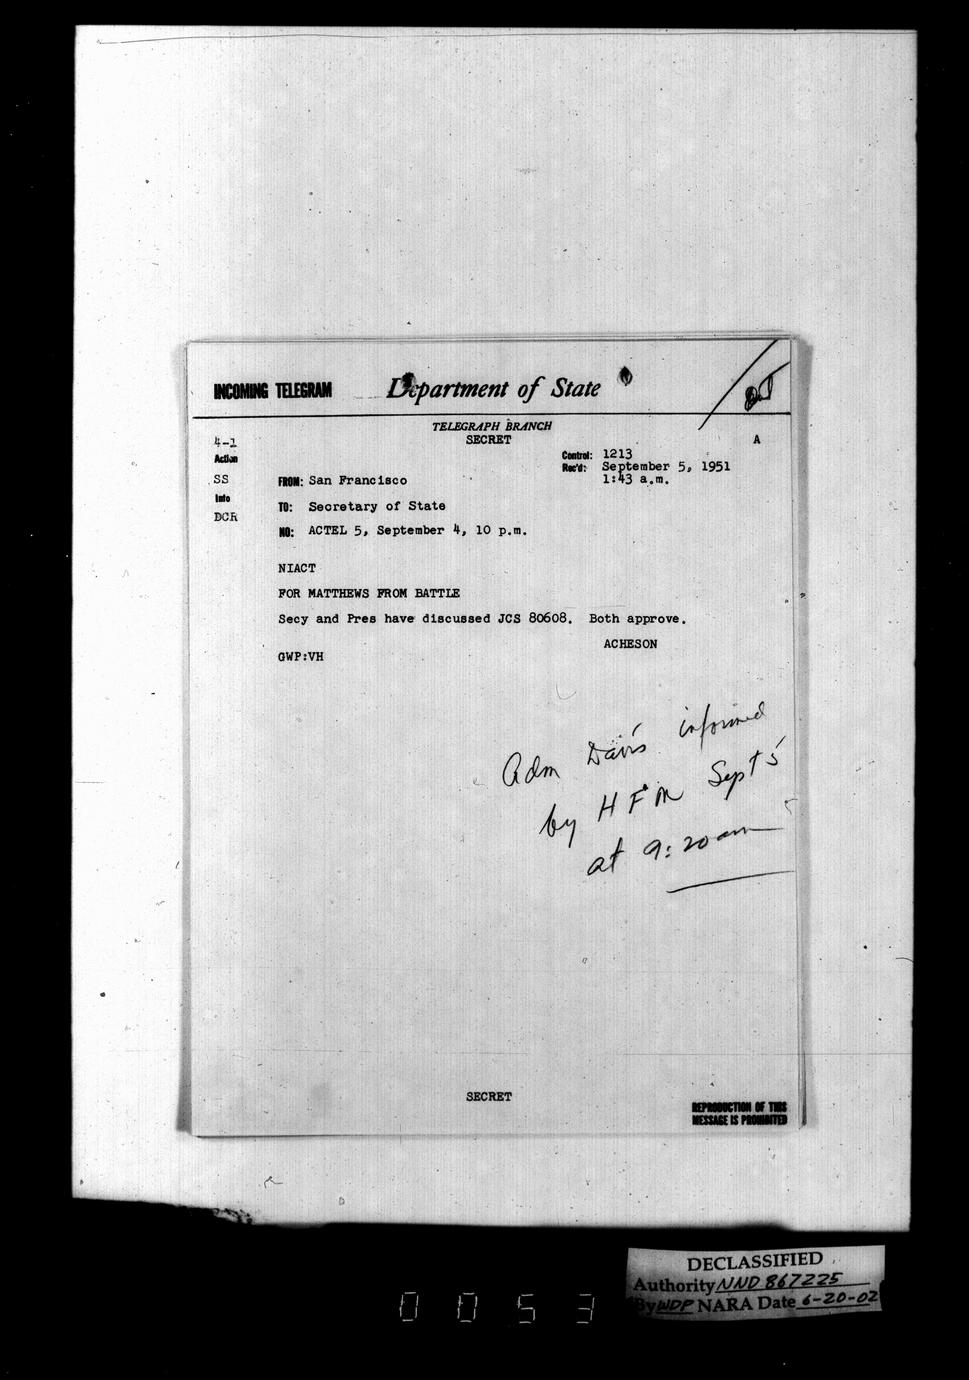 INCOMING TELEGRAM Department of State
TELEGRAPH BRANCH
SECRET
4-1
A
Action
Control: 1213
Rec'd: September 5, 1951
1:43 a.m.
SS
FROM: San Francisco
Info
TO: Secretary of State
DCR
NO: ACTEL 5, September 4, 10 p.m.
NIACT
FOR MATTHEWS FROM BATTLE
Secy and Pres have discussed JCS 80608. Both approve.
ACHESON
GWP:VH
Adm Davis informed
by HFM Sept 5
at 9:20 am
SECRET
REPRODUCTION OF THIS
MESSAGE IS PROHIBITED
DECLASSIFIED
Authority NND 867225
By WDP NARA Date 6-20-02
0053